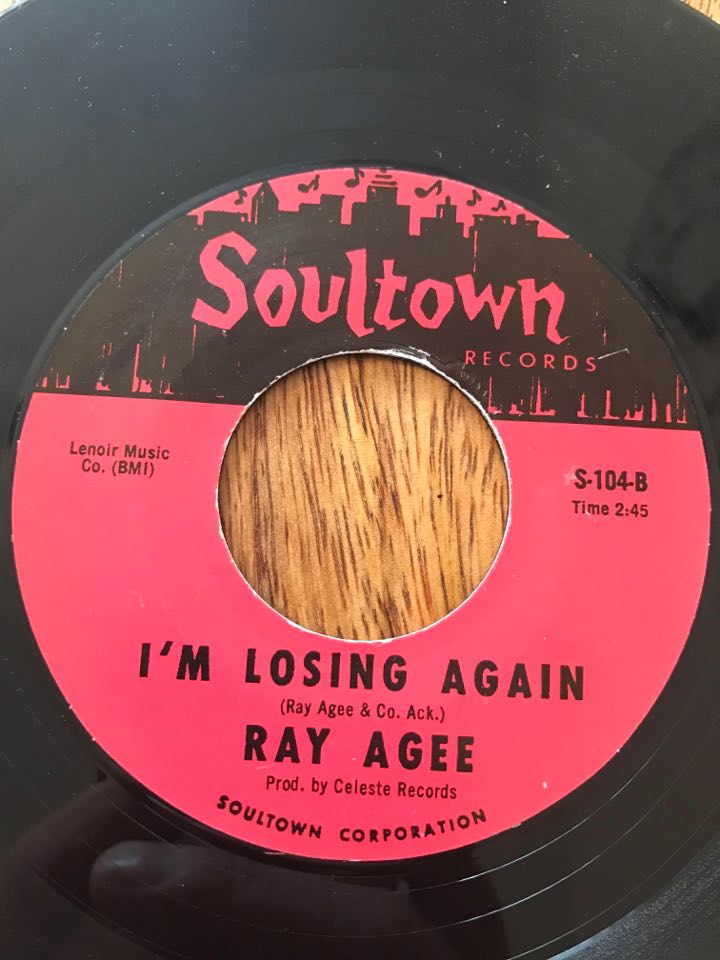 Soultown
RECORDS
Lenoir Music
Co. (BMI)
S-104-B
Time 2:45
I'M LOSING AGAIN
(Ray Agee & Co. Ack.)
RAY AGEE
Prod. by Celeste Records
SOULTOWN CORPORATION